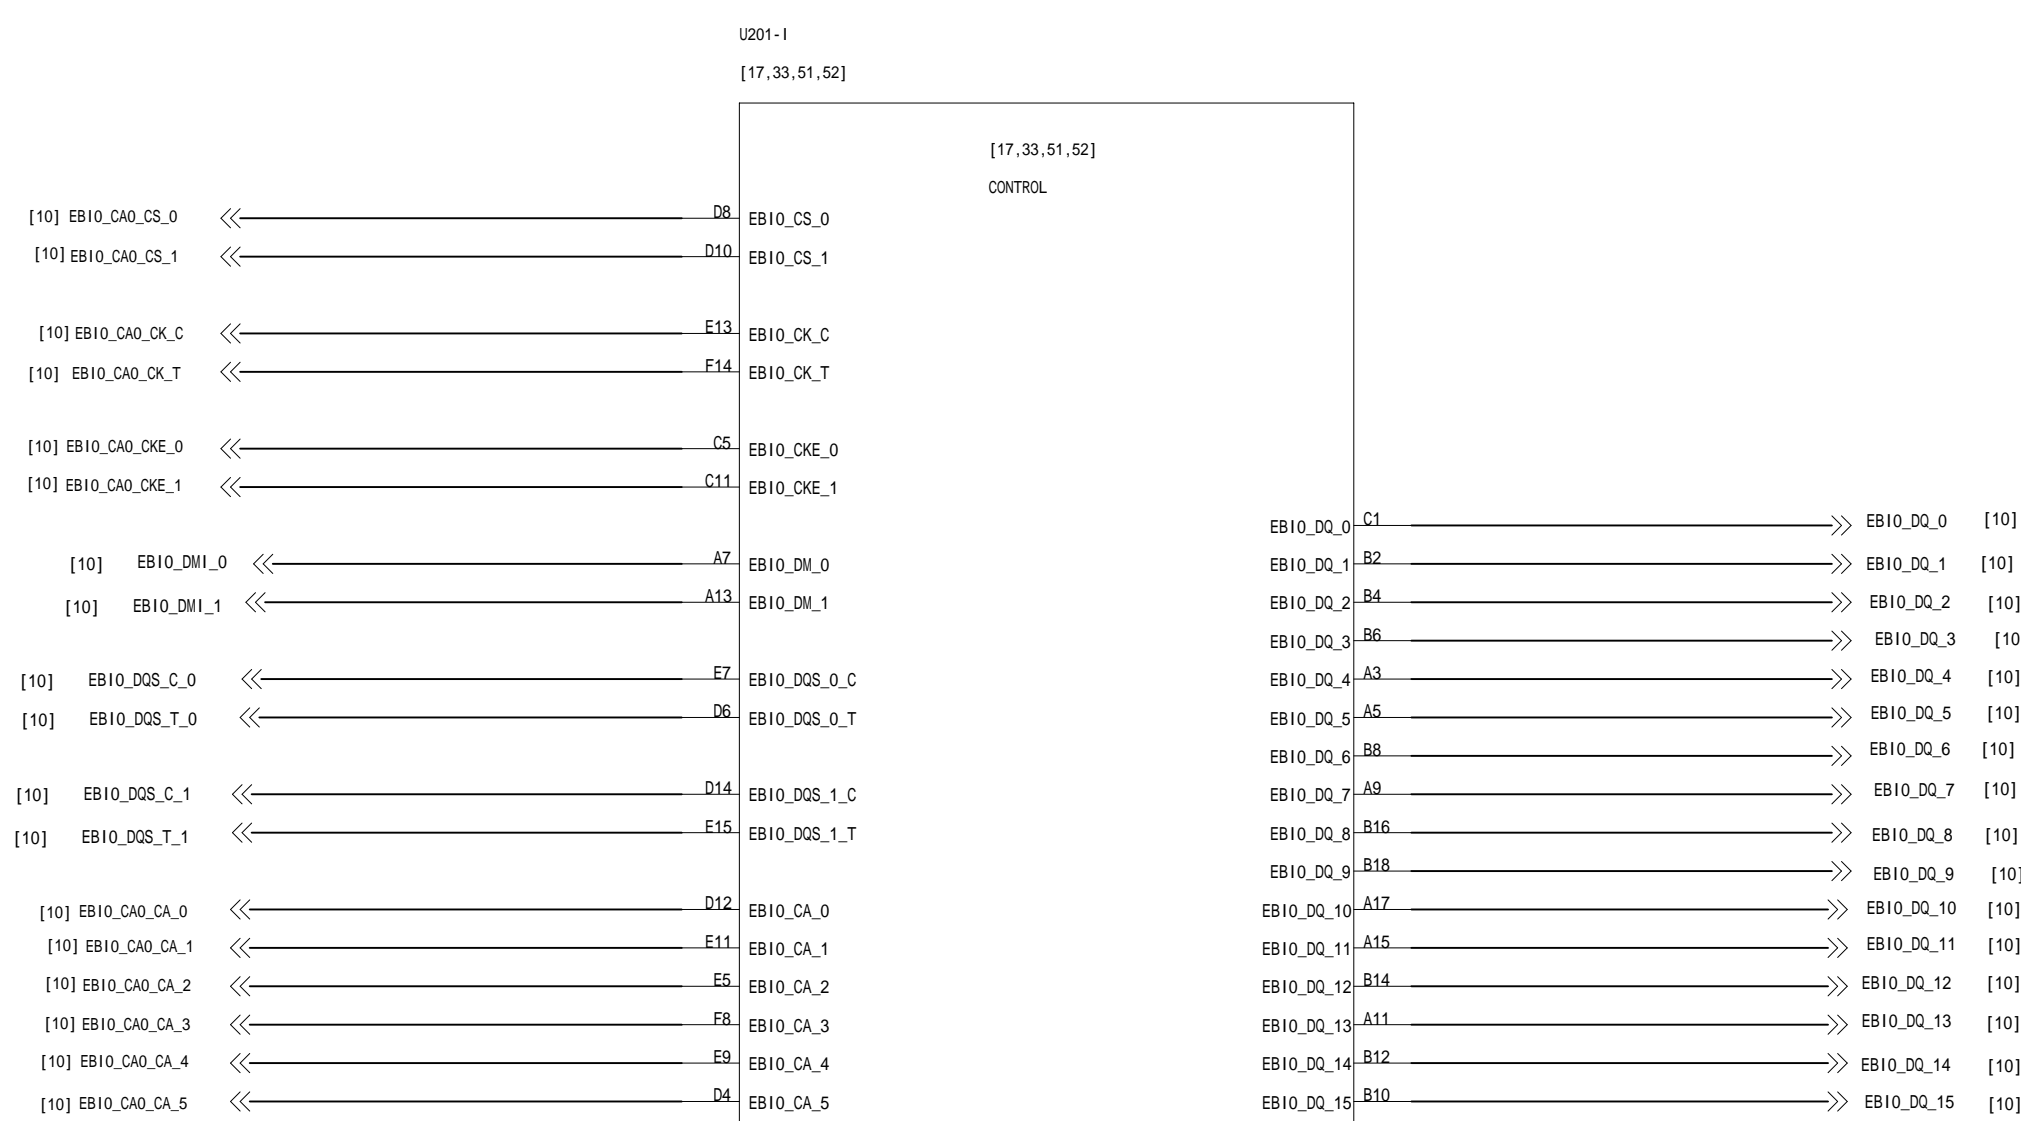 U201-I
[17,33,51,52]
[17,33,51,52]
CONTROL
[10] EBI0_CA0_CS_0 D8 EBI0_CS_0
[10] EBI0_CA0_CS_1 D10 EBI0_CS_1
[10] EBI0_CA0_CK_C E13 EBI0_CK_C
[10] EBI0_CA0_CK_T F14 EBI0_CK_T
[10] EBI0_CA0_CKE_0 C5 EBI0_CKE_0
[10] EBI0_CA0_CKE_1 C11 EBI0_CKE_1
EBI0_DQ_0 C1 EBI0_DQ_0 [10]
[10] EBI0_DMI_0 A7 EBI0_DM_0 EBI0_DQ_1 B2 EBI0_DQ_1 [10]
[10] EBI0_DMI_1 A13 EBI0_DM_1 EBI0_DQ_2 B4 EBI0_DQ_2 [10]
EBI0_DQ_3 B6 EBI0_DQ_3 [10
[10] EBI0_DQS_C_0 E7 EBI0_DQS_0_C EBI0_DQ_4 A3 EBI0_DQ_4 [10]
[10] EBI0_DQS_T_0 D6 EBI0_DQS_0_T EBI0_DQ_5 A5 EBI0_DQ_5 [10]
EBI0_DQ_6 B8 EBI0_DQ_6 [10]
[10] EBI0_DQS_C_1 D14 EBI0_DQS_1_C EBI0_DQ_7 A9 EBI0_DQ_7 [10]
[10] EBI0_DQS_T_1 E15 EBI0_DQS_1_T EBI0_DQ_8 B16 EBI0_DQ_8 [10]
EBI0_DQ_9 B18 EBI0_DQ_9 [10]
[10] EBI0_CA0_CA_0 D12 EBI0_CA_0 EBI0_DQ_10 A17 EBI0_DQ_10 [10]
[10] EBI0_CA0_CA_1 E11 EBI0_CA_1 EBI0_DQ_11 A15 EBI0_DQ_11 [10]
[10] EBI0_CA0_CA_2 E5 EBI0_CA_2 EBI0_DQ_12 B14 EBI0_DQ_12 [10]
[10] EBI0_CA0_CA_3 F8 EBI0_CA_3 EBI0_DQ_13 A11 EBI0_DQ_13 [10]
[10] EBI0_CA0_CA_4 E9 EBI0_CA_4 EBI0_DQ_14 B12 EBI0_DQ_14 [10]
[10] EBI0_CA0_CA_5 D4 EBI0_CA_5 EBI0_DQ_15 B10 EBI0_DQ_15 [10]